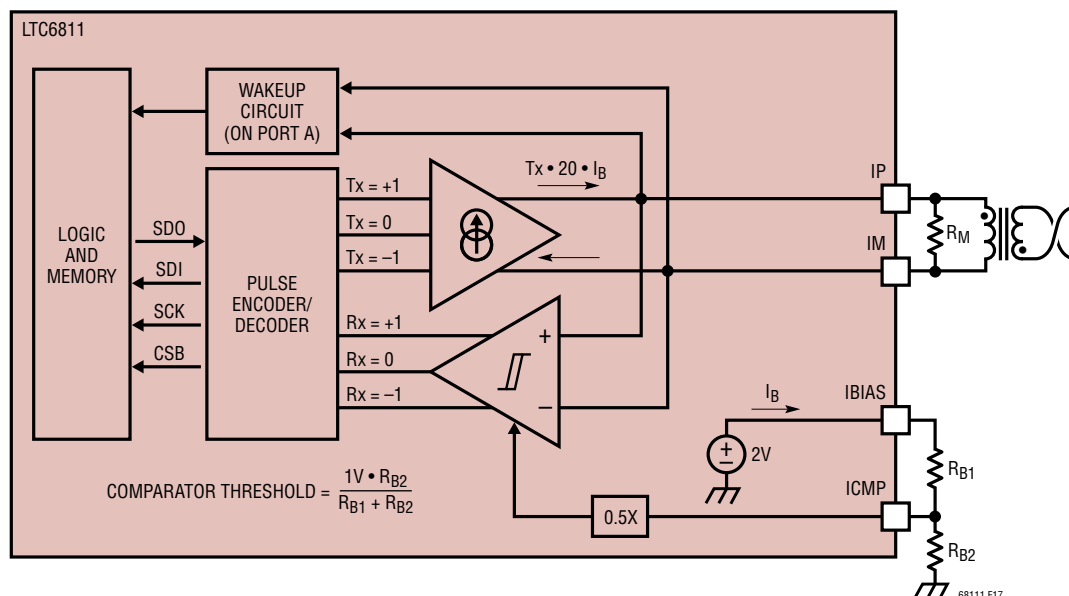 LTC6811
WAKEUP
CIRCUIT
(ON PORT A)
LOGIC
AND
MEMORY
SDO
SDI
SCK
CSB
PULSE
ENCODER/
DECODER
Tx = +1
Tx = 0
Tx = –1
Rx = +1
Rx = 0
Rx = –1
Tx • 20 • IB
+
–
IP
IM
RM
IBIAS
IB
+
–
2V
ICMP
0.5X
RB1
RB2
COMPARATOR THRESHOLD = 1V • RB2
RB1 + RB2
68111 F17